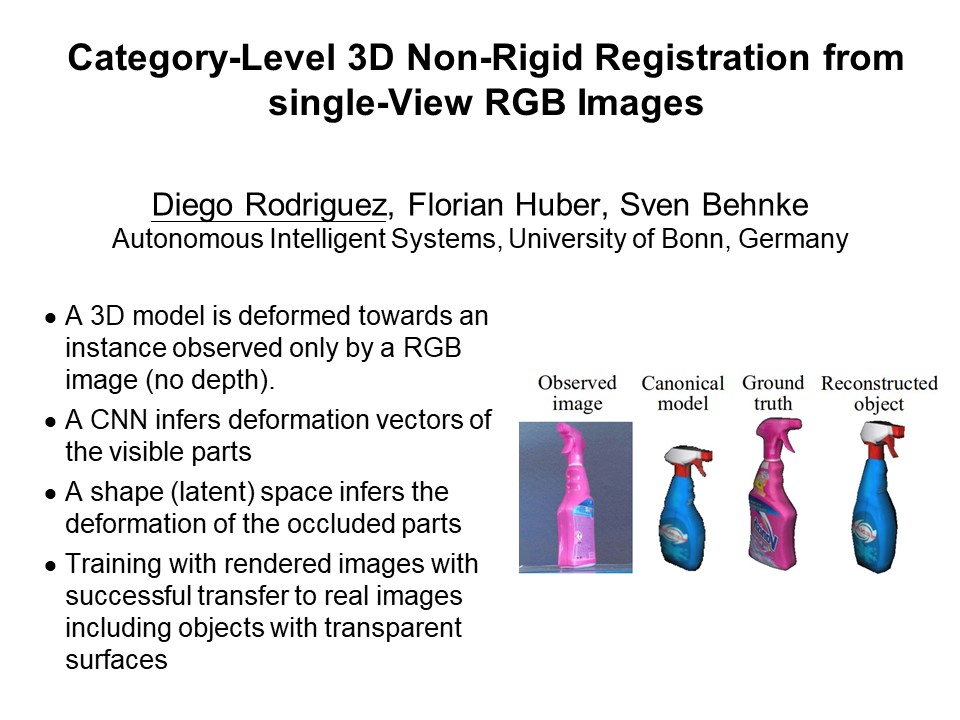 Category-Level 3D Non-Rigid Registration from
single-View RGB Images
Diego Rodriguez, Florian Huber, Sven Behnke
Autonomous Intelligent Systems, University of Bonn, Germany
● A 3D model is deformed towards an
instance observed only by a RGB
image (no depth).
● A CNN infers deformation vectors of
the visible parts
● A shape (latent) space infers the
deformation of the occluded parts
● Training with rendered images with
successful transfer to real images
including objects with transparent
surfaces
Observed
image
Canonical
model
Ground
truth
Reconstructed
object